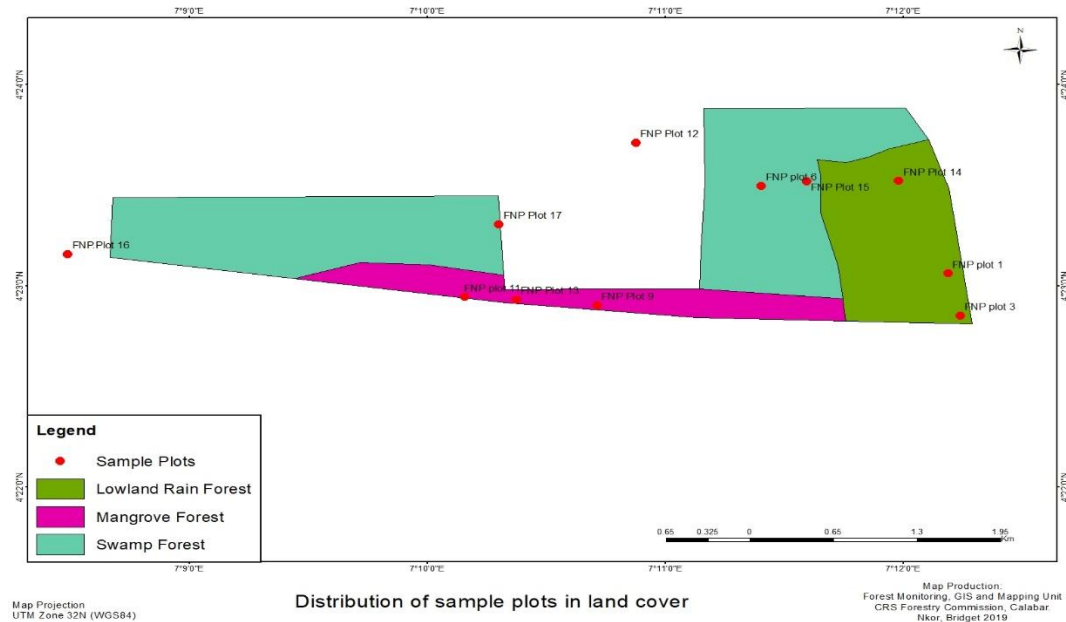 7°9'0"E 7°10'0"E 7°11'0"E 7°12'0"E
N
4°24'0"N
4°23'0"N
4°22'0"N
FNP Plot 12
FNP plot 6
FNP Plot 15
FNP Plot 14
FNP Plot 17
FNP Plot 16
FNP plot 1
FNP plot 11
FNP Plot 13
FNP Plot 9
FNP plot 3
Legend
Sample Plots
Lowland Rain Forest
Mangrove Forest
Swamp Forest
0.65 0.325 0 0.65 1.3 1.95
Km
7°9'0"E 7°10'0"E 7°11'0"E 7°12'0"E
Map Projection
UTM Zone 32N (WGS84)
Distribution of sample plots in land cover
Map Production:
Forest Monitoring, GIS and Mapping Unit
CRS Forestry Commission, Calabar.
Nkor, Bridget 2019